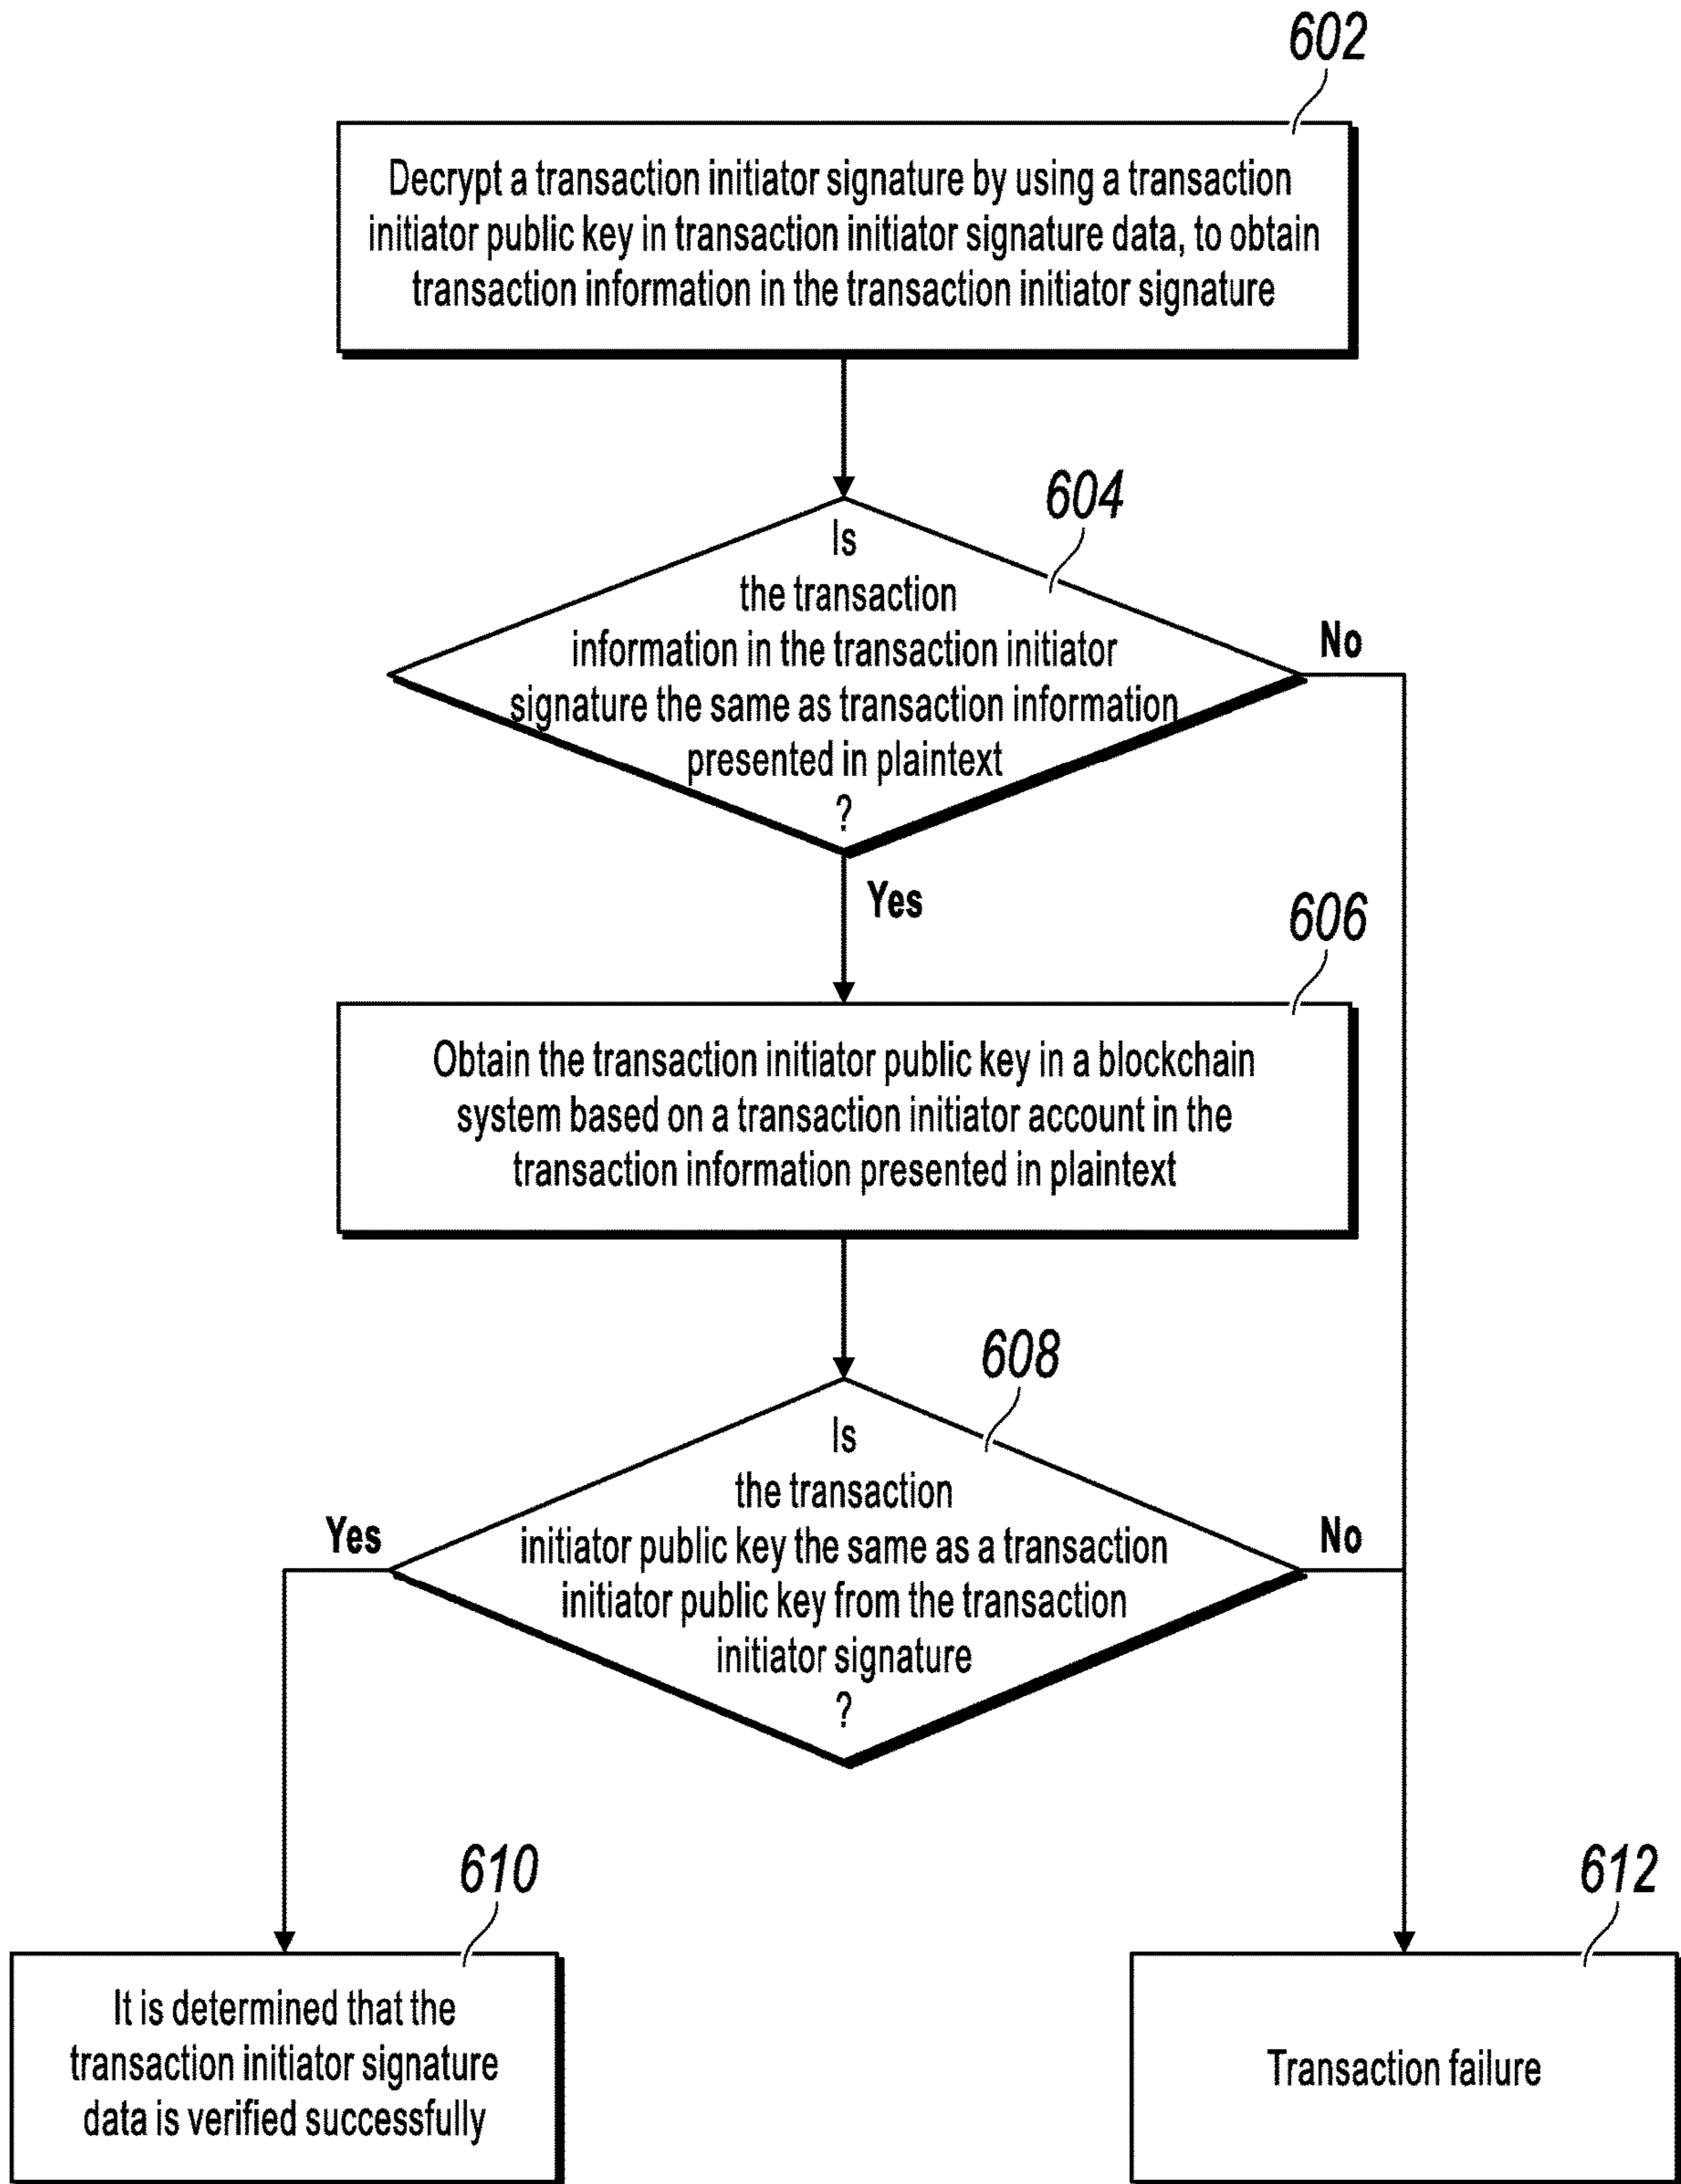 602
Decrypt a transaction initiator signature by using a transaction
initiator public key in transaction initiator signature data, to obtain
transaction information in the transaction initiator signature
604
Is
the transaction
information in the transaction initiator
signature the same as transaction information
presented in plaintext
?
No
Yes
606
Obtain the transaction initiator public key in a blockchain
system based on a transaction initiator account in the
transaction information presented in plaintext
608
Is
the transaction
initiator public key the same as a transaction
initiator public key from the transaction
initiator signature
?
Yes
No
610
It is determined that the
transaction initiator signature
data is verified successfully
612
Transaction failure